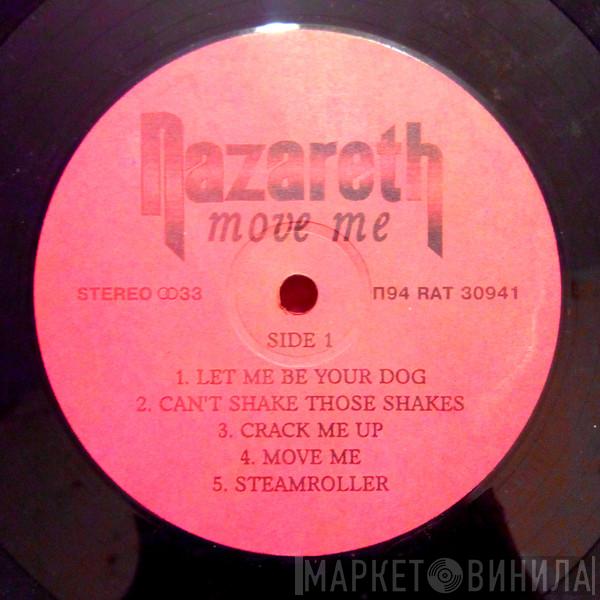 nazareth
move me
STEREO ꝏ33 П94 RAT 30941
SIDE 1
1. LET ME BE YOUR DOG
2. CAN'T SHAKE THOSE SHAKES
3. CRACK ME UP
4. MOVE ME
5. STEAMROLLER
МАРКЕТ ВИНИЛА